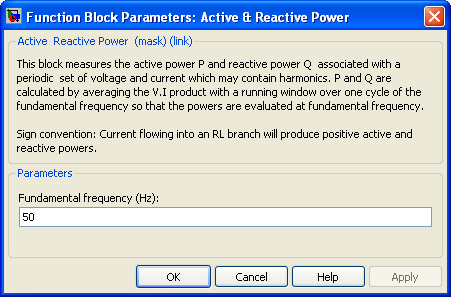 Function Block Parameters: Active & Reactive Power
Active Reactive Power (mask) (link)
This block measures the active power P and reactive power Q associated with a
periodic set of voltage and current which may contain harmonics. P and Q are
calculated by averaging the V.I product with a running window over one cycle of the
fundamental frequency so that the powers are evaluated at fundamental frequency.
Sign convention: Current flowing into an RL branch will produce positive active and
reactive powers.
Parameters
Fundamental frequency (Hz):
50
OK
Cancel
Help
Apply